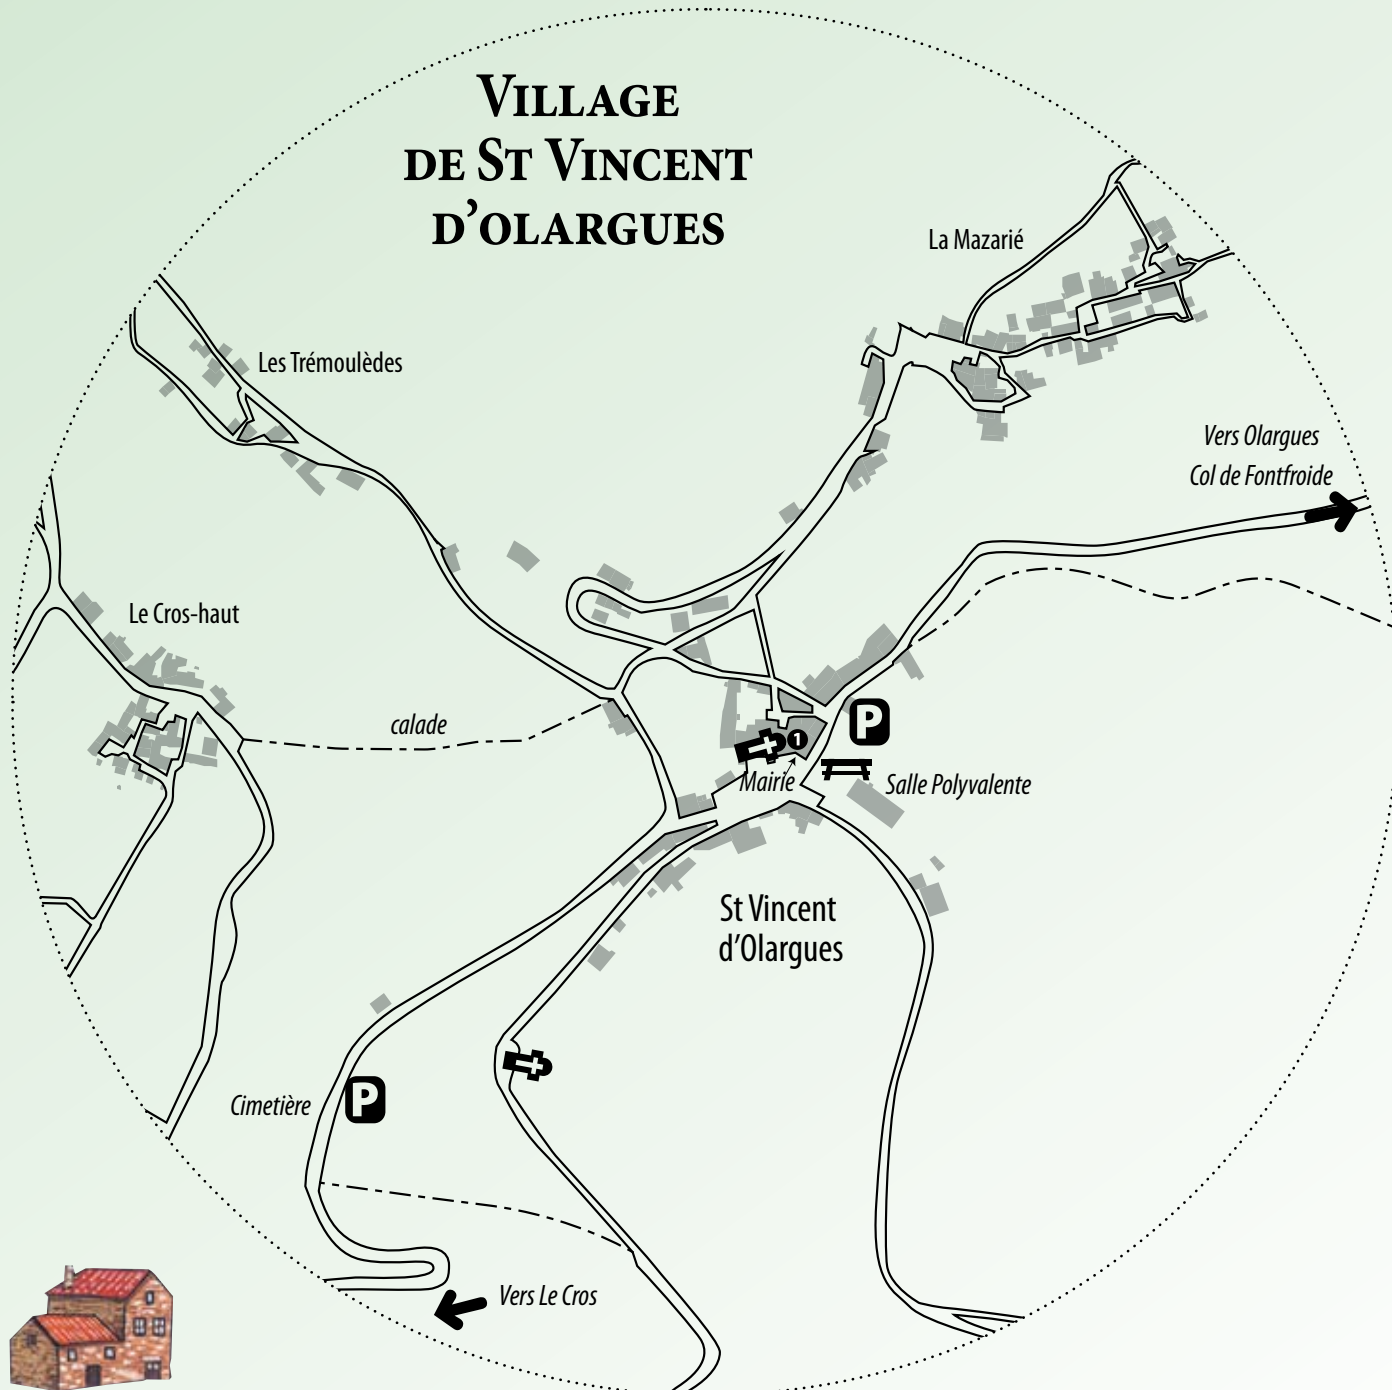 VILLAGE
DE ST VINCENT
D'OLARGUES
La Mazarié
Les Trémoulèdes
Vers Olargues
Col de Fontfroide
Le Cros-haut
calade
P
1
Mairie
Salle Polyvalente
St Vincent
d'Olargues
Cimetière
P
Vers Le Cros